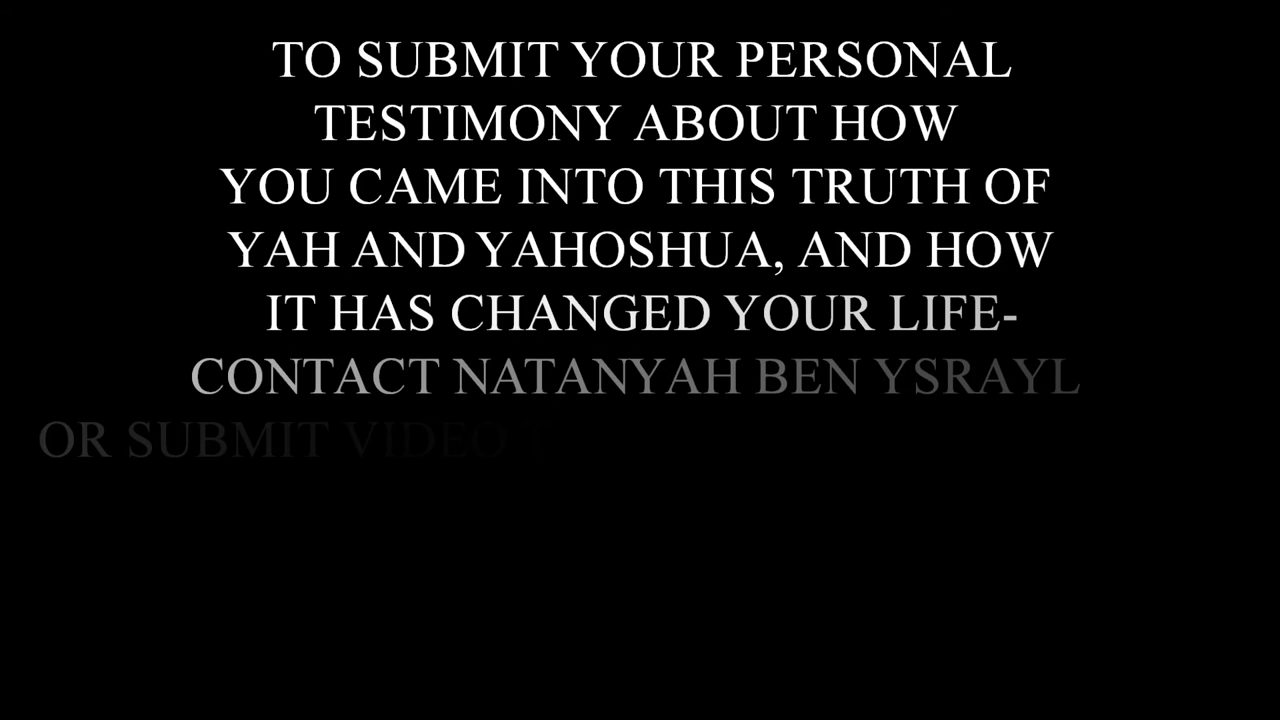 TO SUBMIT YOUR PERSONAL
TESTIMONY ABOUT HOW
YOU CAME INTO THIS TRUTH OF
YAH AND YAHOSHUA, AND HOW
IT HAS CHANGED YOUR LIFE-
CONTACT NATANYAH BEN YSRAYL
OR SUBMIT VIDEO